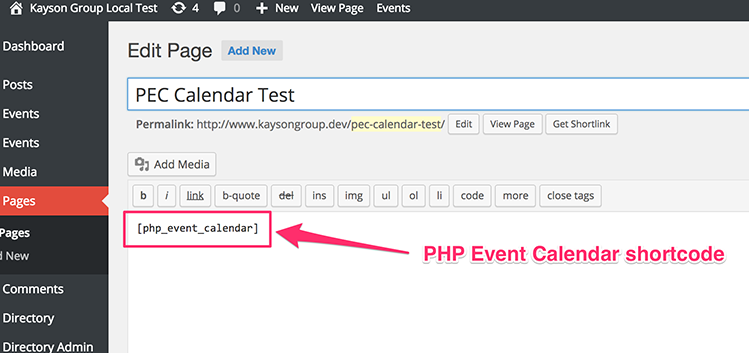 Kayson Group Local Test 4 0 + New View Page Events
Dashboard
Posts
Events
Events
Media
Pages
Pages
d New
Comments
Directory
Directory Admin
Edit Page Add New
PEC Calendar Test
Permalink: http://www.kaysongroup.dev/pec-calendar-test/ Edit View Page Get Shortlink
Add Media
b i link b-quote del ins img ul ol li code more close tags
[php_event_calendar]
PHP Event Calendar shortcode